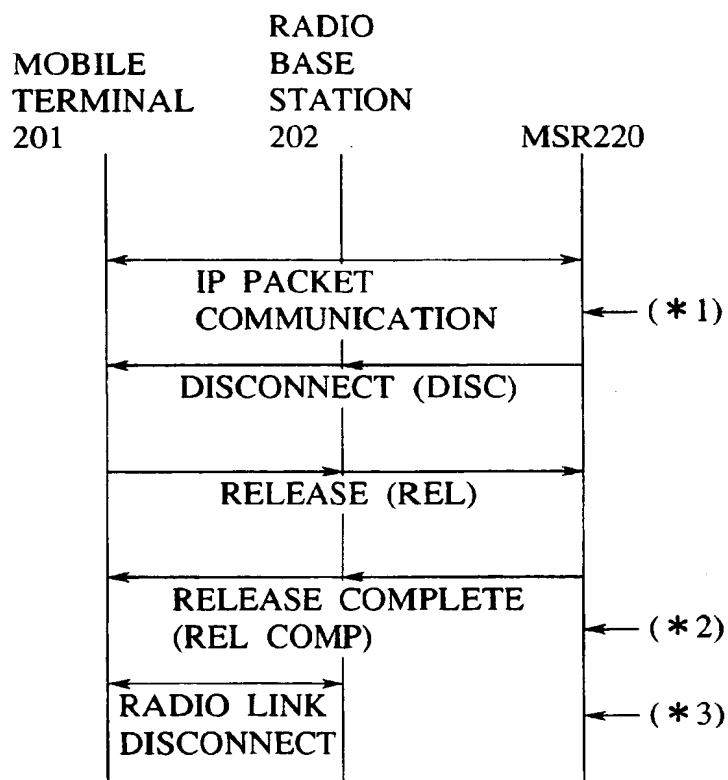 MOBILE
TERMINAL
201
RADIO
BASE
STATION
202
MSR220
IP PACKET
COMMUNICATION
(*1)
DISCONNECT (DISC)
RELEASE (REL)
RELEASE COMPLETE
(REL COMP)
(*2)
RADIO LINK
DISCONNECT
(*3)